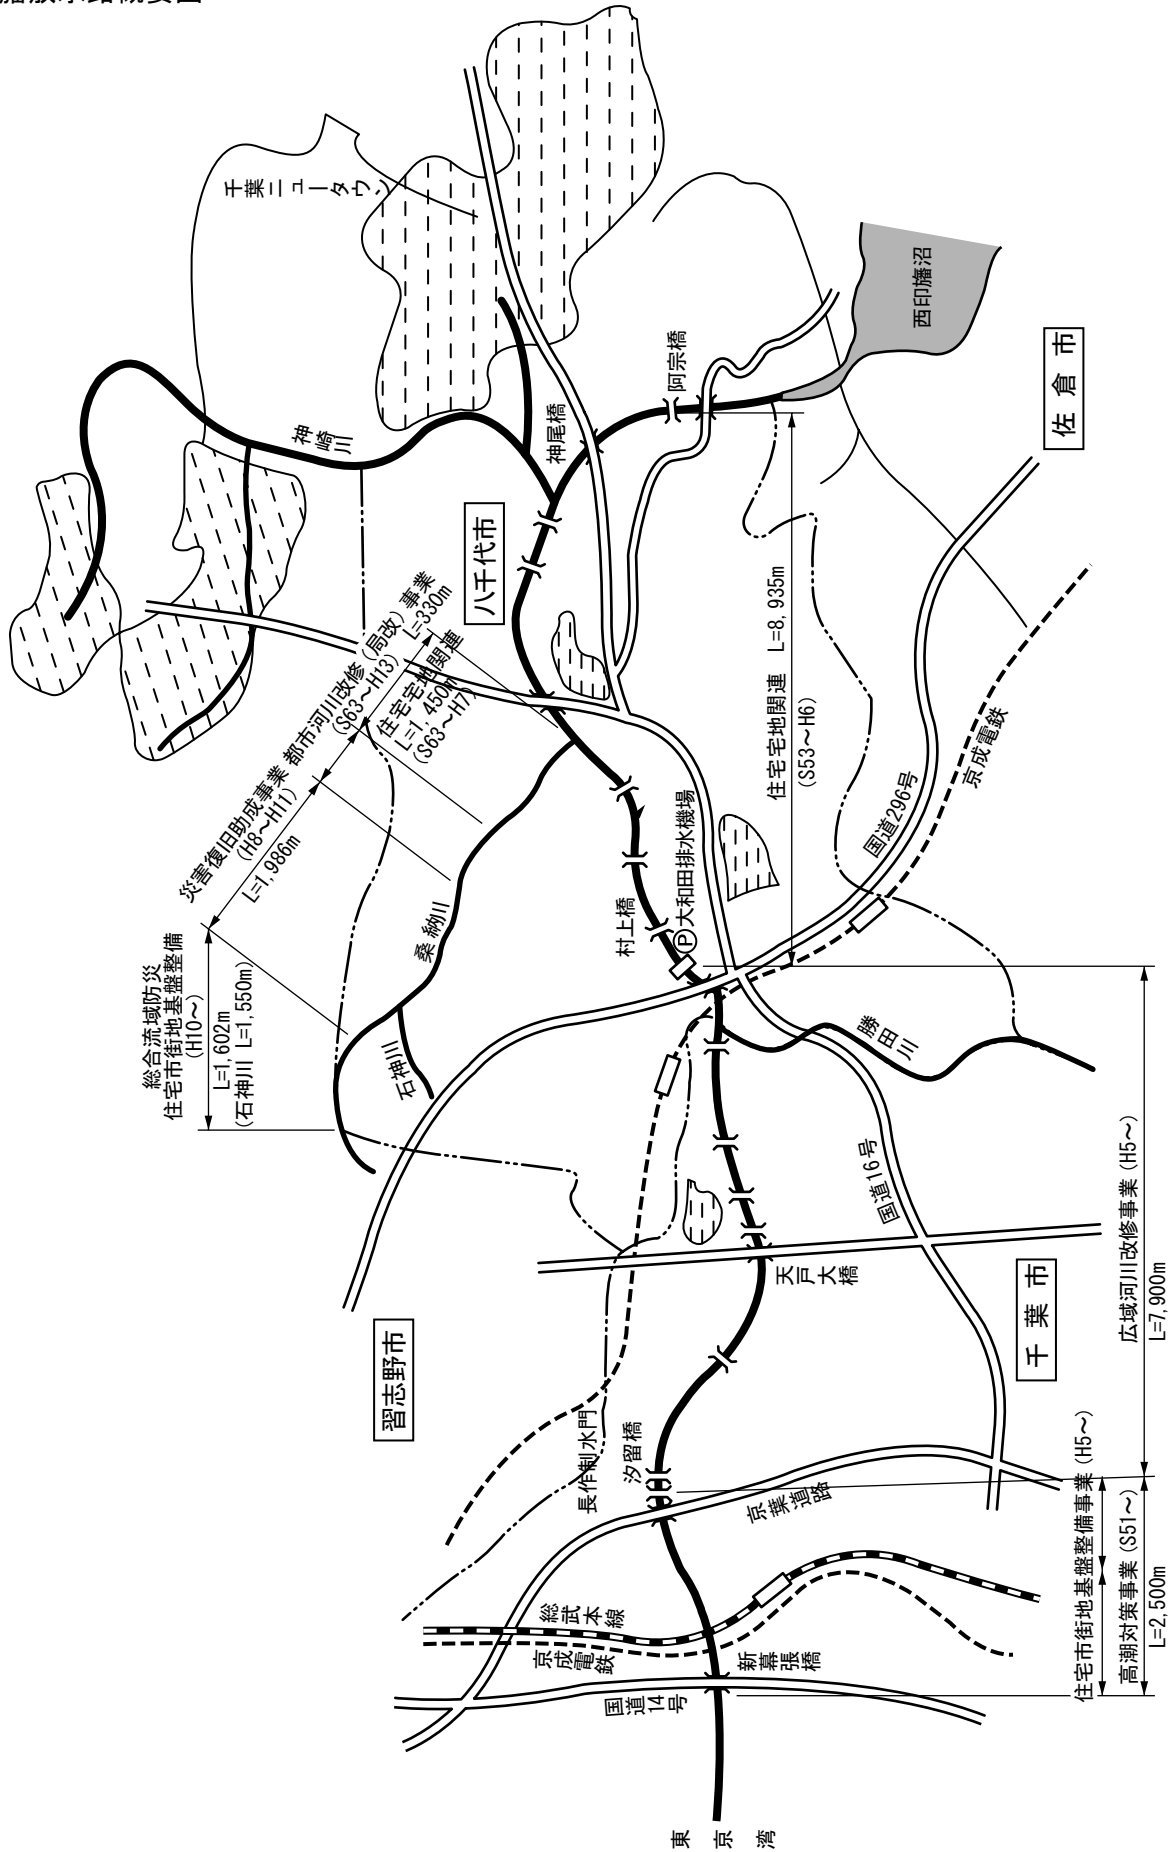 千葉ニュータウン
西印旛沼
佐倉市
阿宗橋
神尾橋
神崎川
八千代市
災害復旧助成事業
(H8～H11)
L=1,986m
都市河川改修(局改)事業
(S63～H13)
L=330m
住宅宅地関連
L=1,450m
(S63～H7)
総合流域防災
住宅市街地基盤整備
(H10～)
L=1,602m
(石神川 L=1,550m)
桑納川
石神川
村上橋
Ⓟ大和田排水機場
住宅宅地関連 L=8,935m
(S53～H6)
国道296号
京成電鉄
勝田川
国道16号
天戸大橋
千葉市
習志野市
長作制水門
汐留橋
京葉道路
総武本線
京成電鉄
新幕張橋
国道14号
東京湾
広域河川改修事業(H5～)
L=7,900m
住宅市街地基盤整備事業(H5～)
高潮対策事業(S51～)
L=2,500m